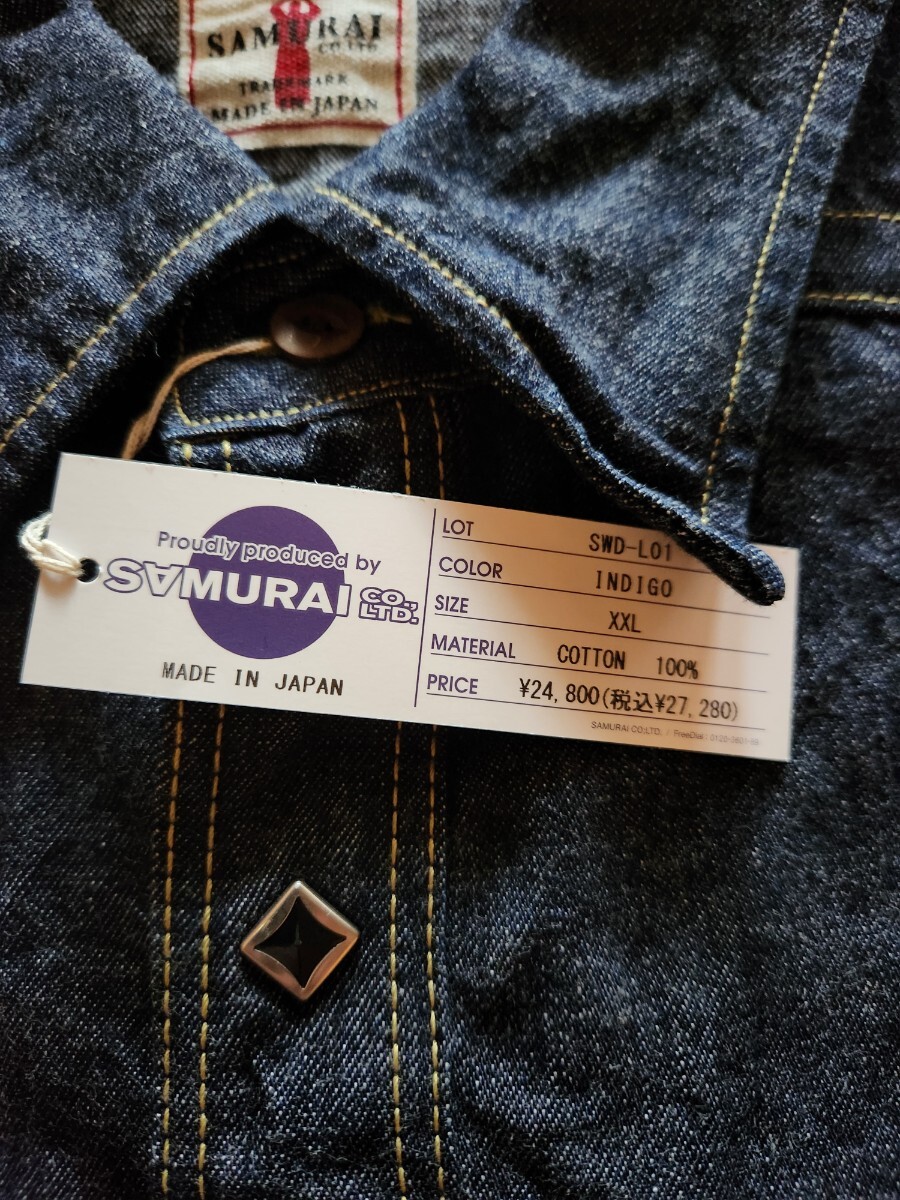 SAMURAI
CO.LTD.
TRADE MARK
MADE IN JAPAN
Proudly produced by
SAMURAI CO., LTD.
MADE IN JAPAN
LOT SWD-L01
COLOR INDIGO
SIZE XXL
MATERIAL COTTON 100%
PRICE ¥24,800(税込¥27,280)
SAMURAI CO;LTD. / FreeDial